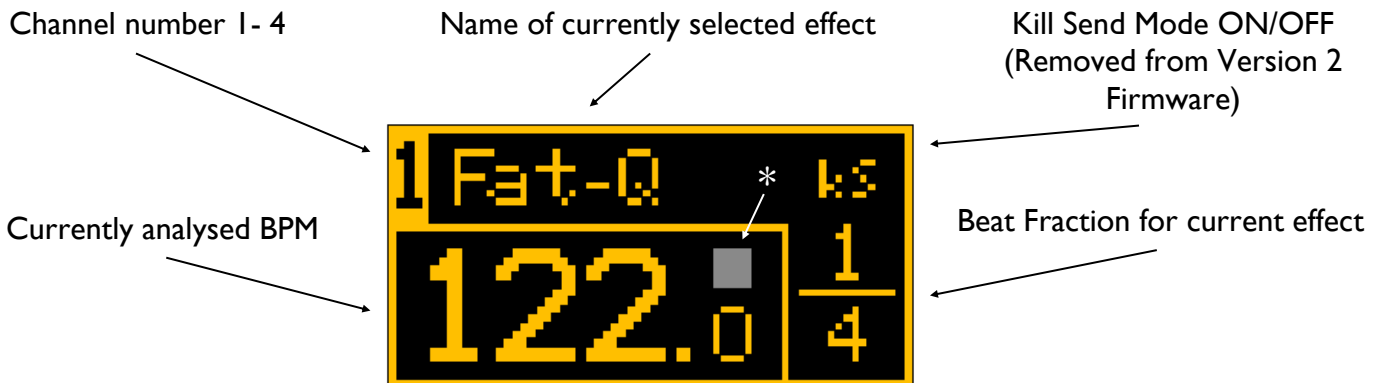 Channel number 1- 4
Name of currently selected effect
Kill Send Mode ON/OFF
(Removed from Version 2
Firmware)
1 Fat-Q * ks
Currently analysed BPM
122.0
1
4
Beat Fraction for current effect